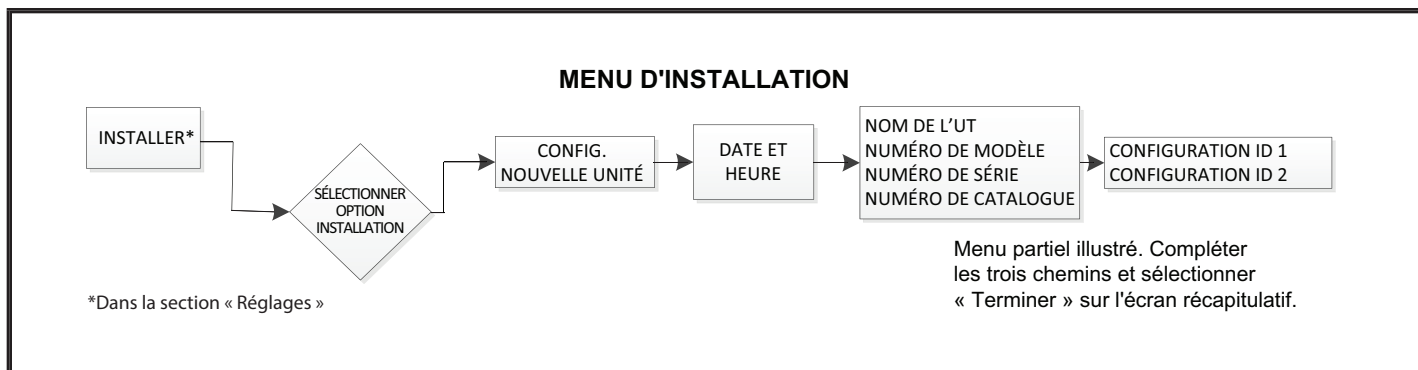 MENU D'INSTALLATION
INSTALLER*
SÉLECTIONNER
OPTION
INSTALLATION
CONFIG.
NOUVELLE UNITÉ
DATE ET
HEURE
NOM DE L'UT
NUMÉRO DE MODÈLE
NUMÉRO DE SÉRIE
NUMÉRO DE CATALOGUE
CONFIGURATION ID 1
CONFIGURATION ID 2
Menu partiel illustré. Compléter
les trois chemins et sélectionner
« Terminer » sur l'écran récapitulatif.
*Dans la section « Réglages »